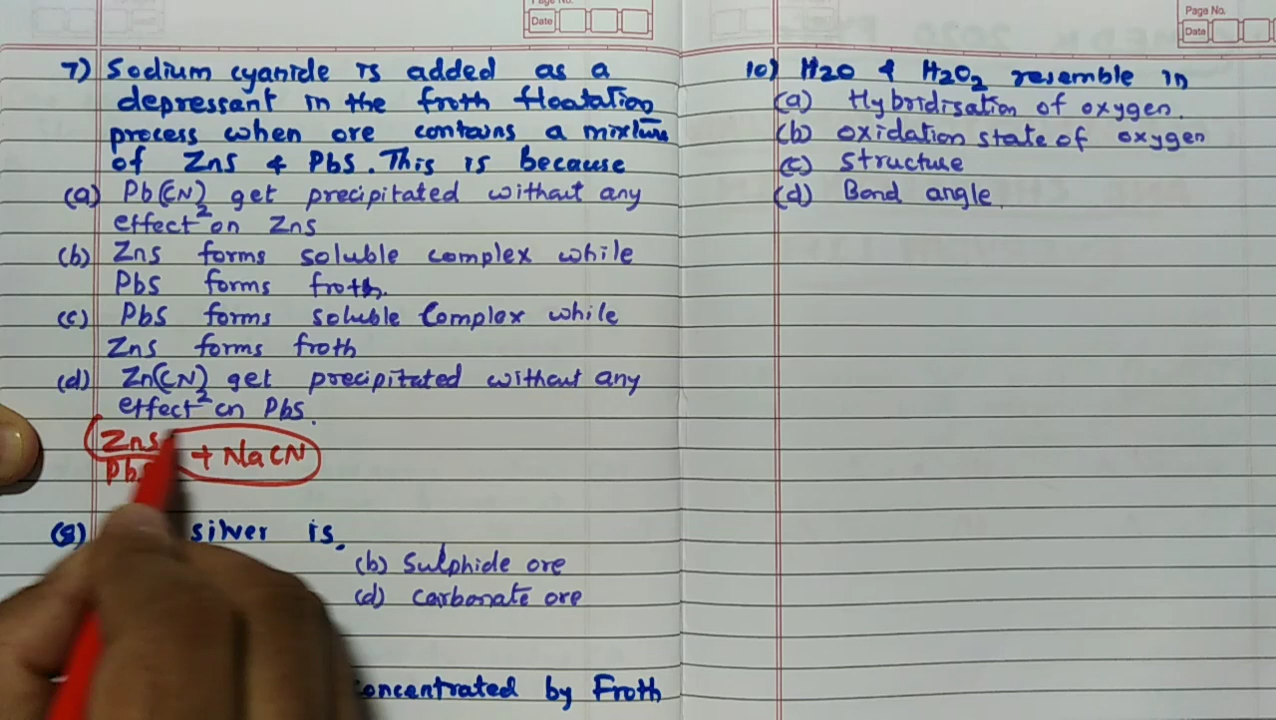 Page No.
Date
7) Sodium cyanide is added as a
depressant in the froth floatation
process when ore contains a mixture
of ZnS & PbS. This is because
(a) Pb(CN)2 get precipitated without any
effect on ZnS
(b) ZnS forms soluble complex while
PbS forms froth.
(c) PbS forms soluble Complex while
ZnS forms froth
(d) Zn(CN)2 get precipitated without any
effect on PbS.
ZnS
PbS + NaCN
(8) silver is.
(b) Sulphide ore
(d) carbonate ore
concentrated by Froth
Page No.
Date
10) H2O & H2O2 resemble in
(a) Hybridisation of oxygen.
(b) oxidation state of oxygen
(c) structure
(d) Bond angle.